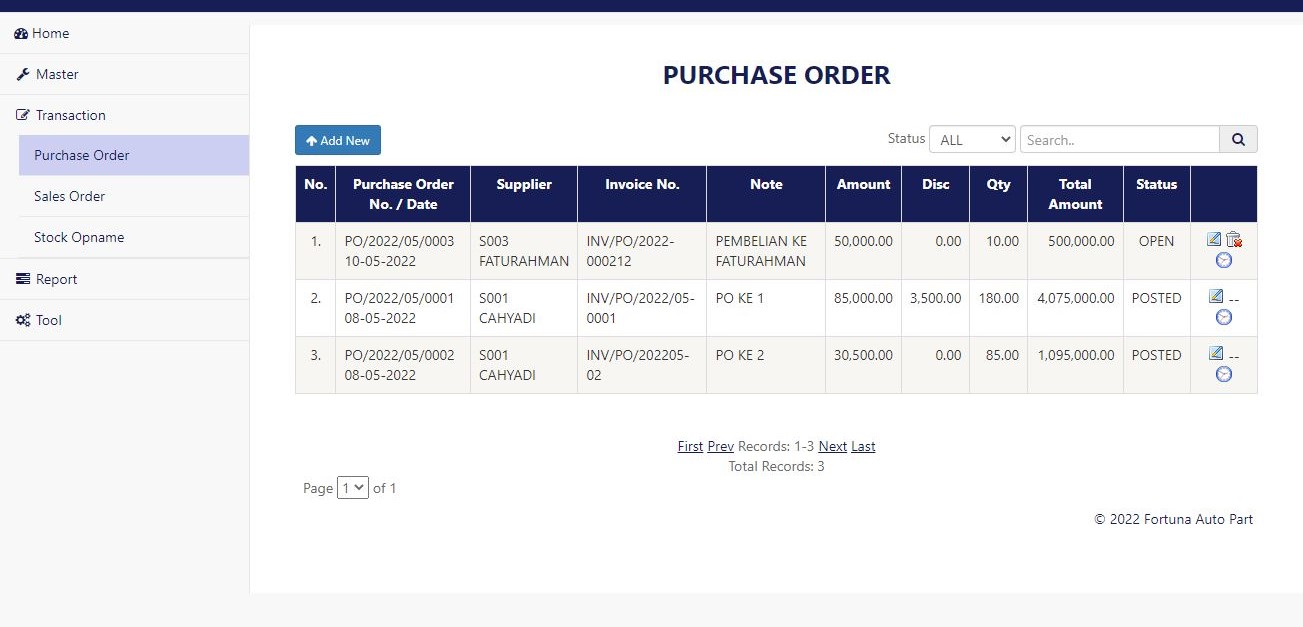 Home
Master
Transaction
Purchase Order
Sales Order
Stock Opname
Report
Tool
PURCHASE ORDER
Add New
Status ALL Search..
No. Purchase Order No. / Date Supplier Invoice No. Note Amount Disc Qty Total Amount Status
1. PO/2022/05/0003 S003 INV/PO/2022- PEMBELIAN KE 50,000.00 0.00 10.00 500,000.00 OPEN
10-05-2022 FATURAHMAN 000212 FATURAHMAN
2. PO/2022/05/0001 S001 INV/PO/2022/05- PO KE 1 85,000.00 3,500.00 180.00 4,075,000.00 POSTED --
08-05-2022 CAHYADI 0001
3. PO/2022/05/0002 S001 INV/PO/202205- PO KE 2 30,500.00 0.00 85.00 1,095,000.00 POSTED --
08-05-2022 CAHYADI 02
First Prev Records: 1-3 Next Last
Total Records: 3
Page 1 of 1
© 2022 Fortuna Auto Part